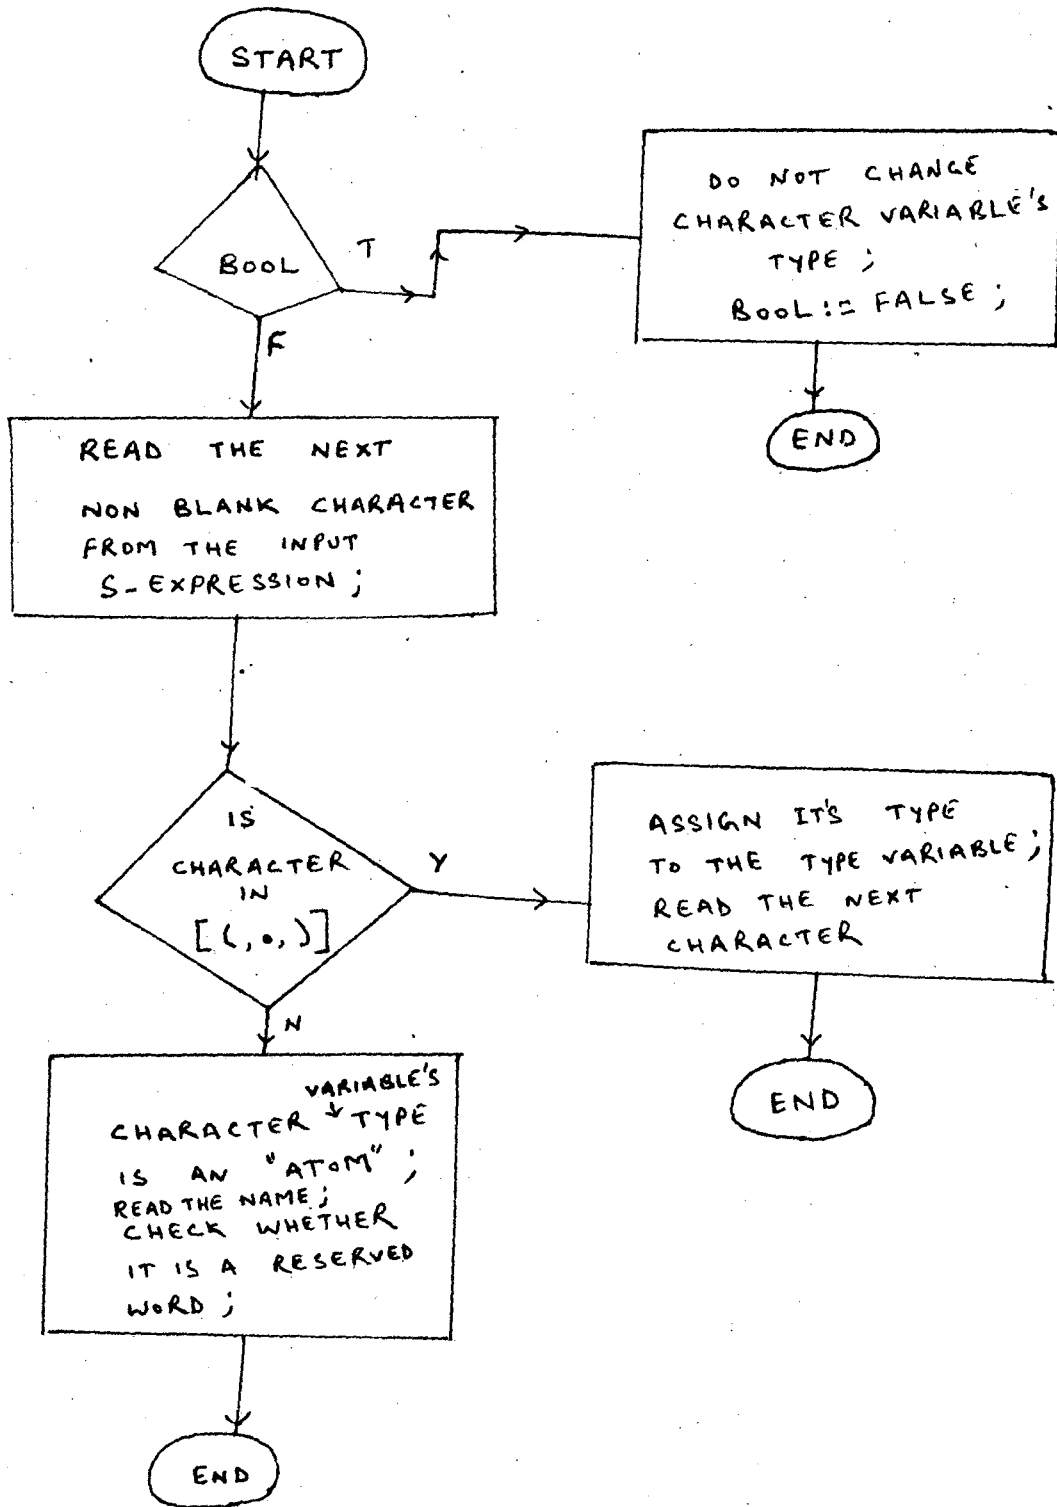 START
BOOL
T
DO NOT CHANGE
CHARACTER VARIABLE'S
TYPE ;
BOOL := FALSE ;
END
F
READ THE NEXT
NON BLANK CHARACTER
FROM THE INPUT
S-EXPRESSION ;
IS
CHARACTER
IN
[(,.,)]
Y
ASSIGN IT'S TYPE
TO THE TYPE VARIABLE ;
READ THE NEXT
CHARACTER
END
N
VARIABLE'S
CHARACTER TYPE
IS AN "ATOM" ;
READ THE NAME ;
CHECK WHETHER
IT IS A RESERVED
WORD ;
END